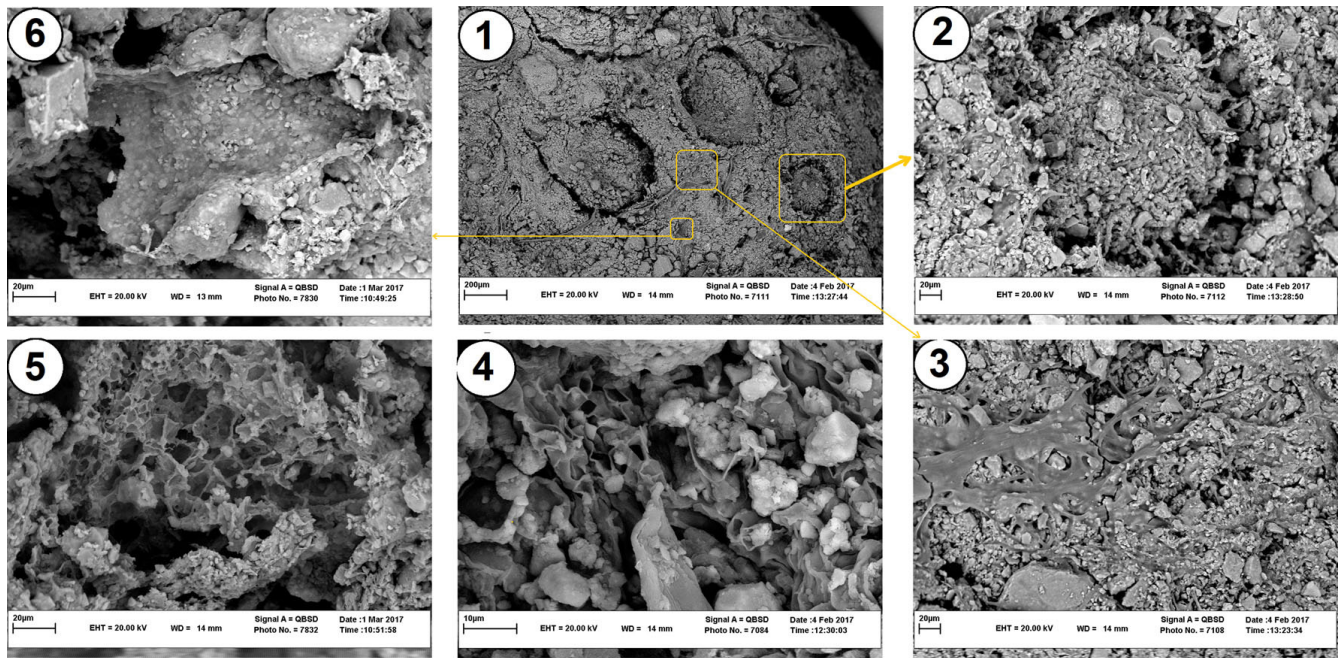 6
20µm
EHT = 20.00 kV
WD = 13 mm
Signal A = QBSD
Photo No. = 7830
Date :1 Mar 2017
Time :10:49:25
1
200µm
EHT = 20.00 kV
WD = 14 mm
Signal A = QBSD
Photo No. = 7111
Date :4 Feb 2017
Time :13:27:44
2
20µm
EHT = 20.00 kV
WD = 14 mm
Signal A = QBSD
Photo No. = 7112
Date :4 Feb 2017
Time :13:28:50
5
20µm
EHT = 20.00 kV
WD = 14 mm
Signal A = QBSD
Photo No. = 7832
Date :1 Mar 2017
Time :10:51:58
4
10µm
EHT = 20.00 kV
WD = 14 mm
Signal A = QBSD
Photo No. = 7084
Date :4 Feb 2017
Time :12:30:03
3
20µm
EHT = 20.00 kV
WD = 14 mm
Signal A = QBSD
Photo No. = 7108
Date :4 Feb 2017
Time :13:23:34